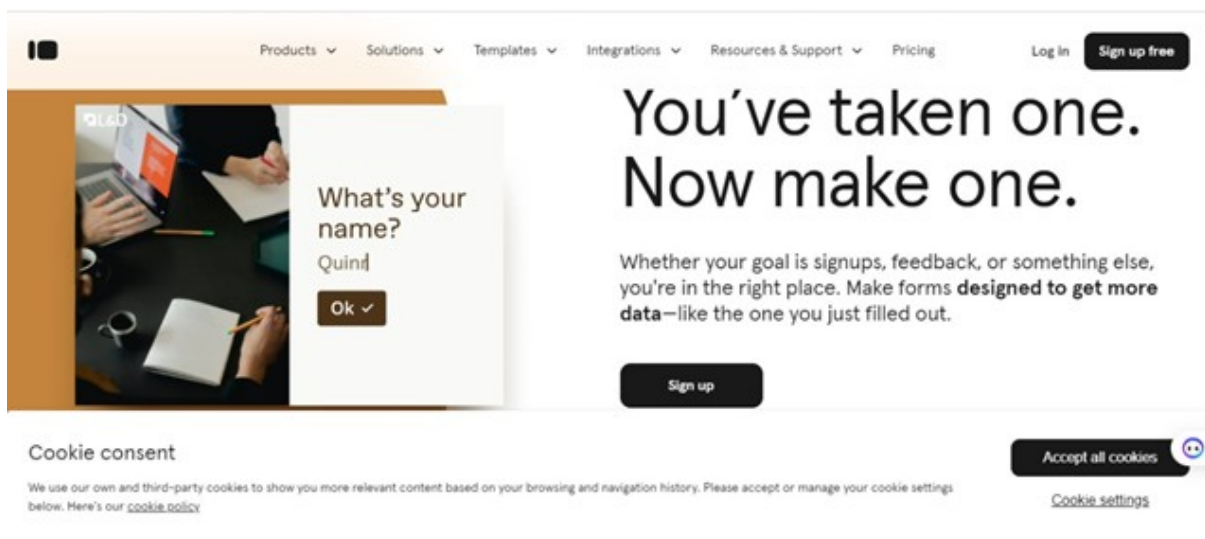 Products Solutions Templates Integrations Resources & Support Pricing Log in Sign up free
L&D
What's your
name?
Quinn
Ok
You´ve taken one.
Now make one.
Whether your goal is signups, feedback, or something else,
you're in the right place. Make forms designed to get more
data—like the one you just filled out.
Sign up
Cookie consent
We use our own and third-party cookies to show you more relevant content based on your browsing and navigation history. Please accept or manage your cookie settings
below. Here's our cookie policy
Accept all cookies
Cookie settings